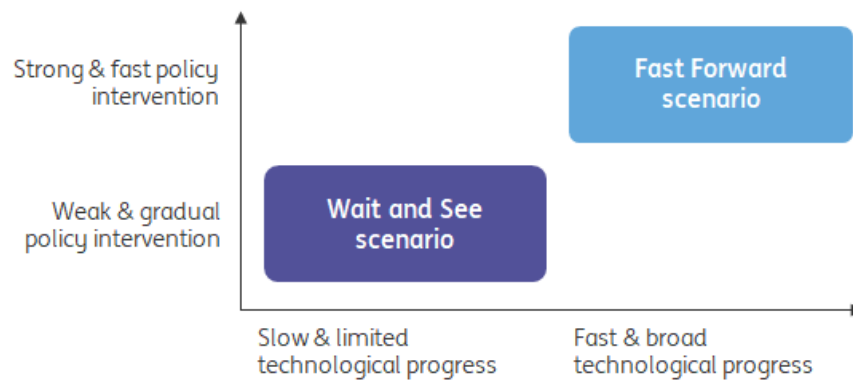 Strong & fast policy
intervention
Fast Forward
scenario
Weak & gradual
policy intervention
Wait and See
scenario
Slow & limited
technological progress
Fast & broad
technological progress